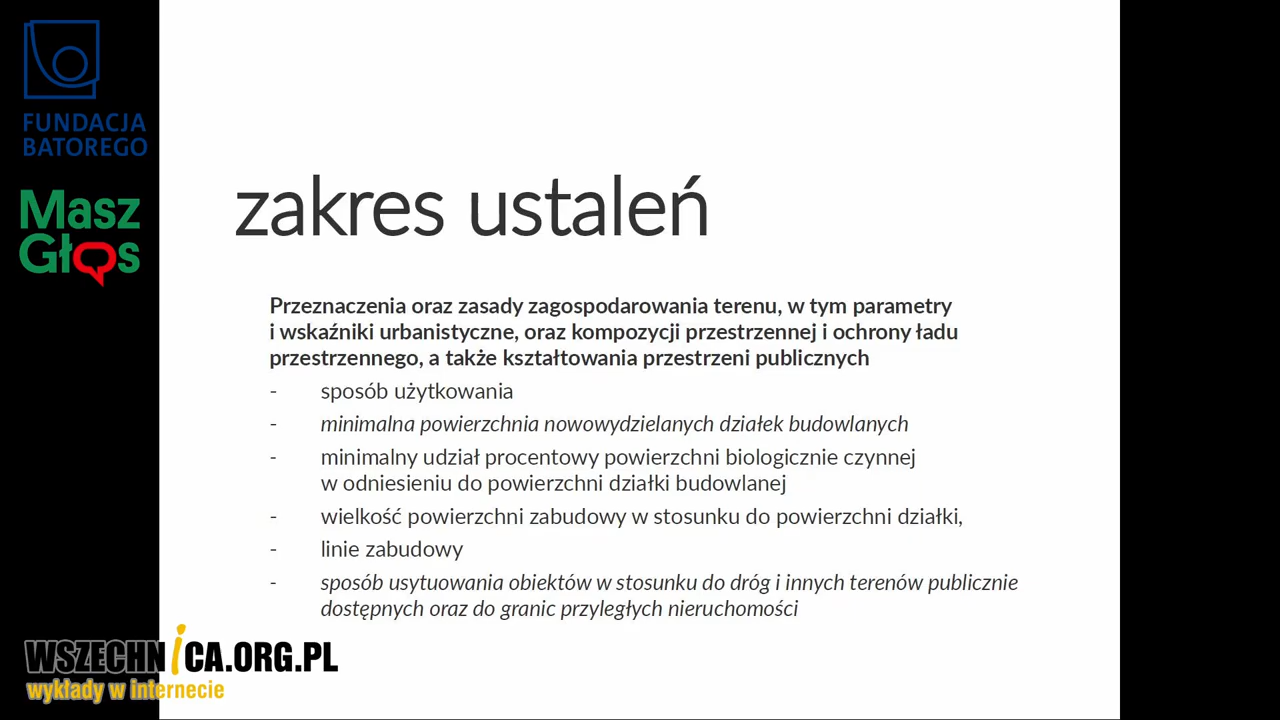 FUNDACJA
BATOREGO
Masz
Głos
zakres ustaleń
Przeznaczenia oraz zasady zagospodarowania terenu, w tym parametry
i wskaźniki urbanistyczne, oraz kompozycji przestrzennej i ochrony ładu
przestrzennego, a także kształtowania przestrzeni publicznych
- sposób użytkowania
- minimalna powierzchnia nowowydzielanych działek budowlanych
- minimalny udział procentowy powierzchni biologicznie czynnej
w odniesieniu do powierzchni działki budowlanej
- wielkość powierzchni zabudowy w stosunku do powierzchni działki,
- linie zabudowy
- sposób usytuowania obiektów w stosunku do dróg i innych terenów publicznie
dostępnych oraz do granic przyległych nieruchomości
WSZECHNiCA.ORG.PL
wykłady w internecie